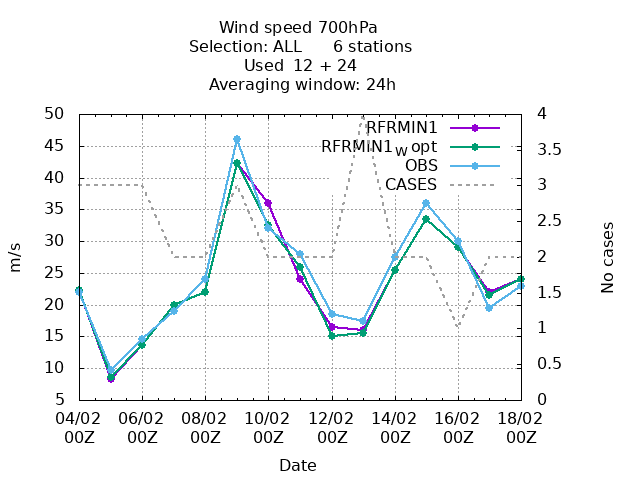 Wind speed 700hPa
Selection: ALL 6 stations
Used 12 + 24
Averaging window: 24h
RFRMIN1
RFRMIN1w opt
OBS
CASES
50
45
40
35
30
25
20
15
10
5
m/s
4
3.5
3
2.5
2
1.5
1
0.5
0
No cases
04/02 00Z
06/02 00Z
08/02 00Z
10/02 00Z
12/02 00Z
14/02 00Z
16/02 00Z
18/02 00Z
Date